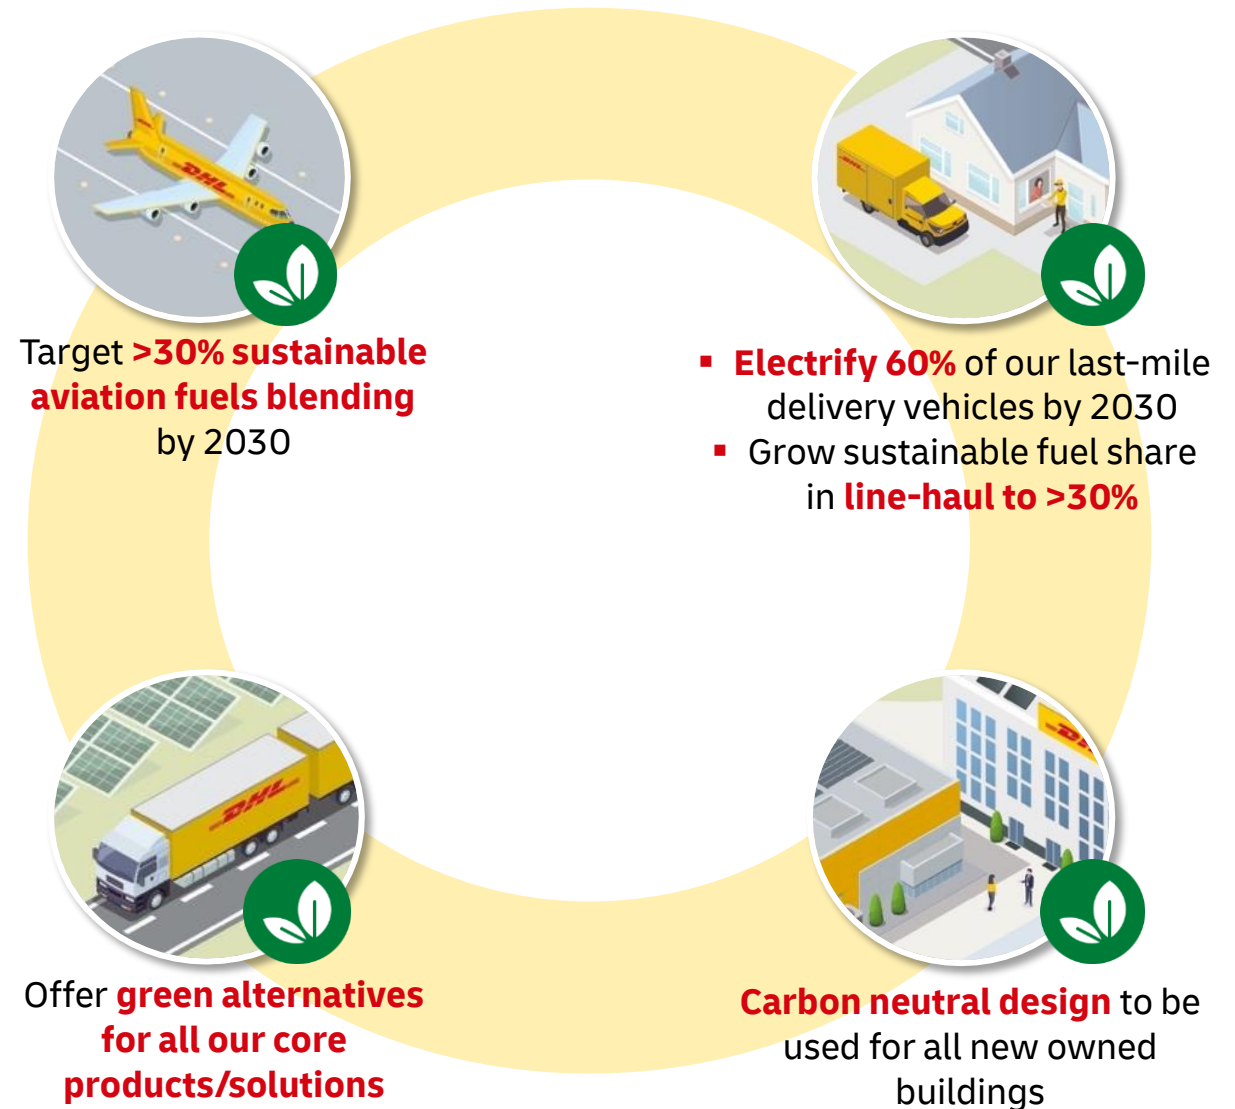 DHL
Target >30% sustainable
aviation fuels blending
by 2030
▪ Electrify 60% of our last-mile
delivery vehicles by 2030
▪ Grow sustainable fuel share
in line-haul to >30%
DHL
Offer green alternatives
for all our core
products/solutions
Carbon neutral design to be
used for all new owned
buildings